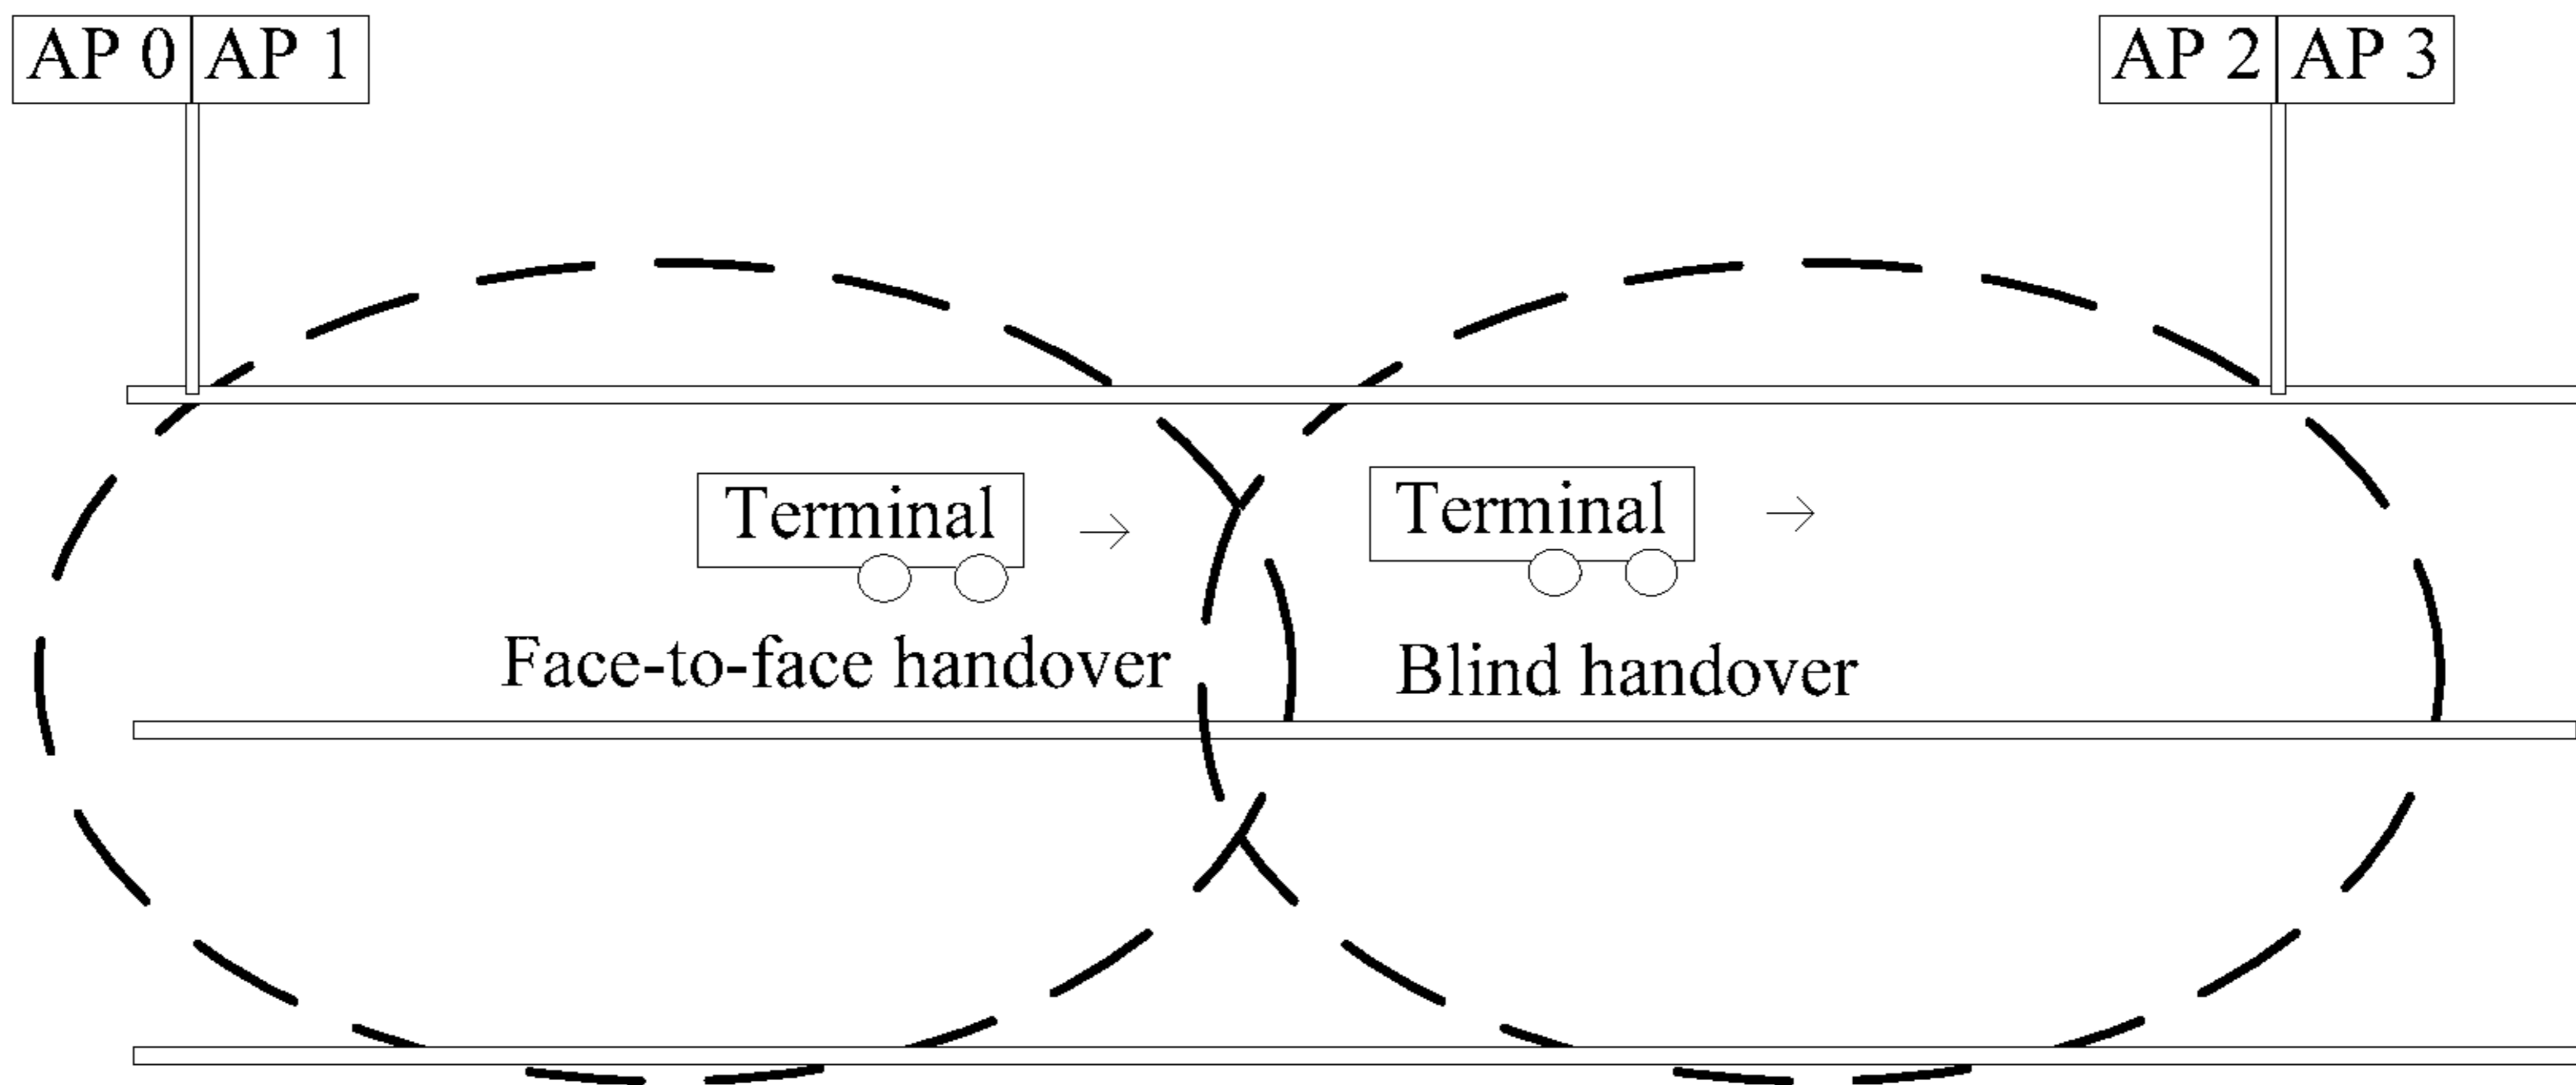 AP 0 AP 1 AP 2 AP 3
Terminal Terminal
Face-to-face handover Blind handover